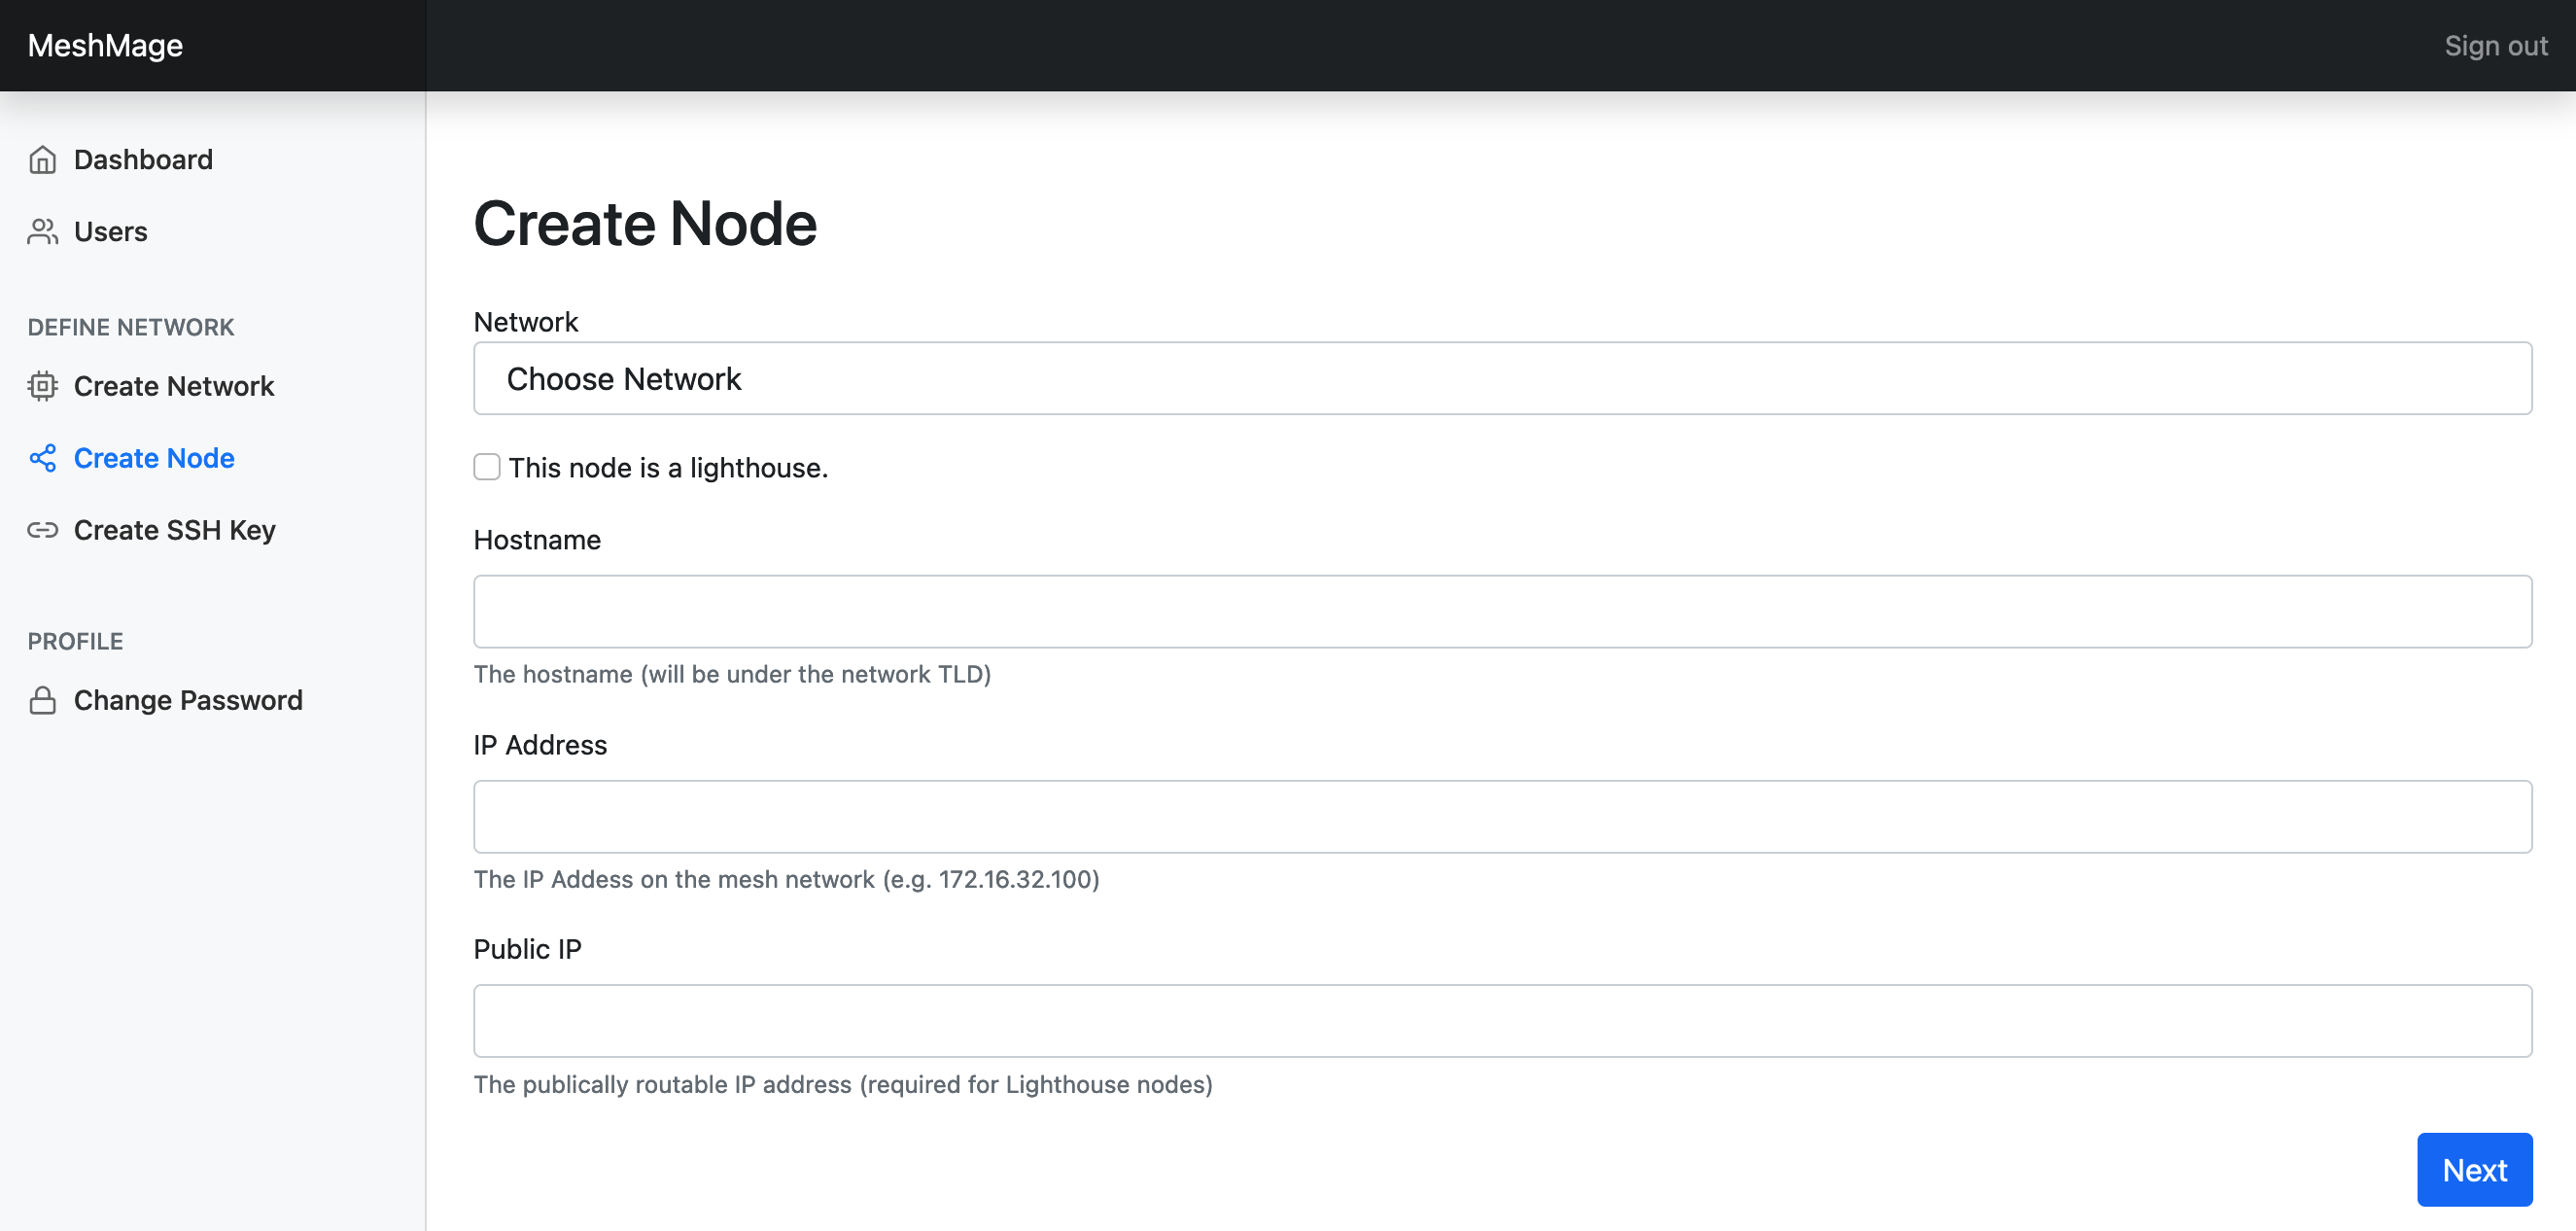 MeshMage
Sign out
Dashboard
Users
DEFINE NETWORK
Create Network
Create Node
Create SSH Key
PROFILE
Change Password
Create Node
Network
Choose Network
This node is a lighthouse.
Hostname
The hostname (will be under the network TLD)
IP Address
The IP Addess on the mesh network (e.g. 172.16.32.100)
Public IP
The publically routable IP address (required for Lighthouse nodes)
Next